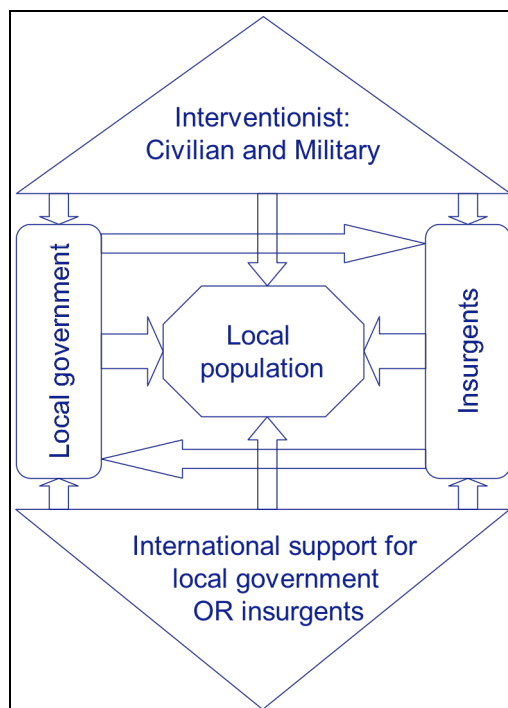 Interventionist:
Civilian and Military
Local government
Local
population
Insurgents
International support for
local government
OR insurgents